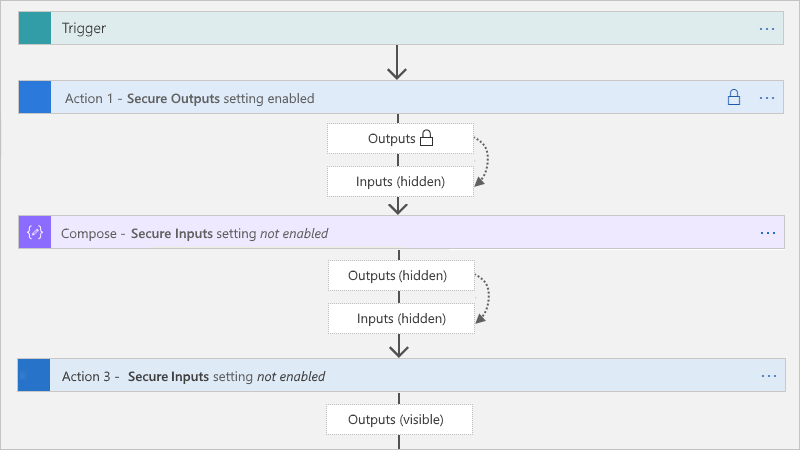 Trigger
Action 1 - Secure Outputs setting enabled
Outputs
Inputs (hidden)
Compose - Secure Inputs setting not enabled
Outputs (hidden)
Inputs (hidden)
Action 3 - Secure Inputs setting not enabled
Outputs (visible)